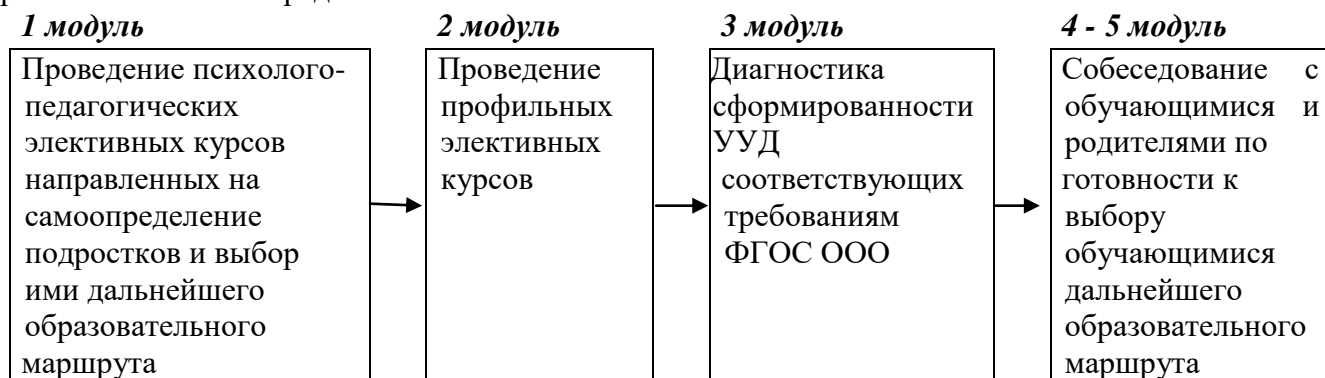 1 модуль
Проведение психолого-
педагогических
элективных курсов
направленных на
самоопределение
подростков и выбор
ими дальнейшего
образовательного
маршрута
2 модуль
Проведение
профильных
элективных
курсов
3 модуль
Диагностика
сформированности
УУД
соответствующих
требованиям
ФГОС ООО
4 - 5 модуль
Собеседование с
обучающимися и
родителями по
готовности к
выбору
обучающимися
дальнейшего
образовательного
маршрута